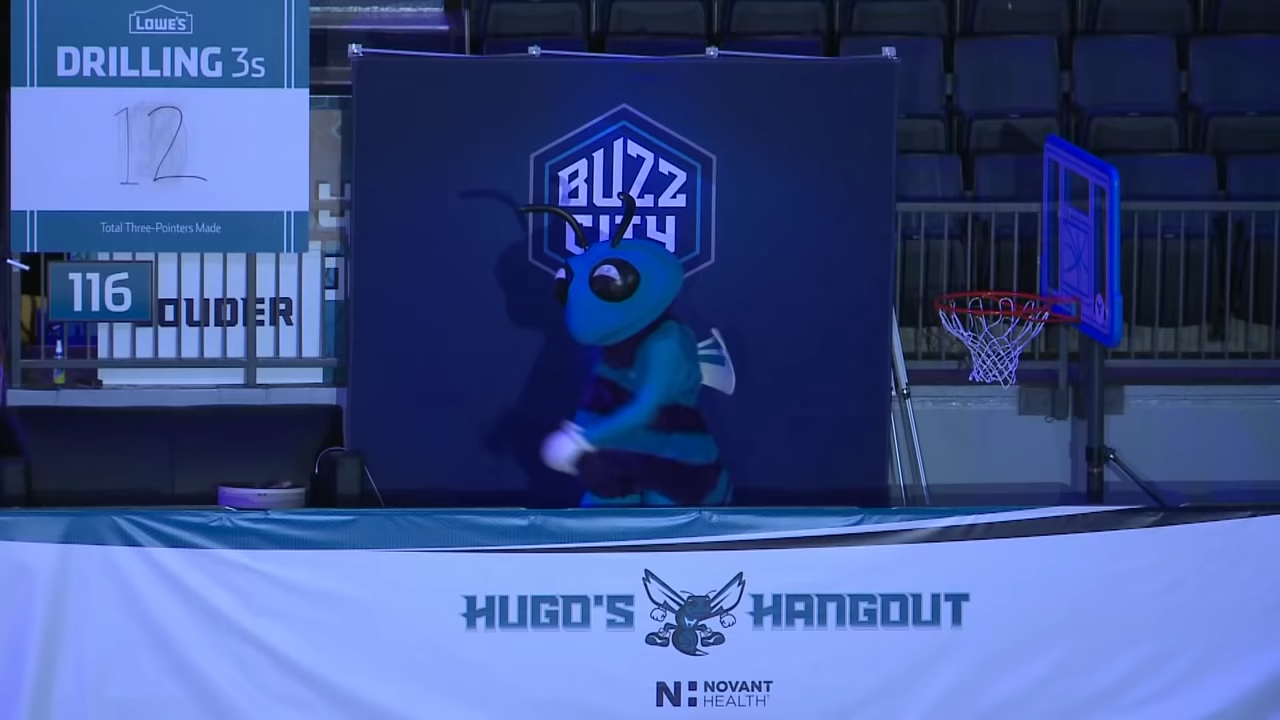 LOWE'S
DRILLING 3s
12
Total Three-Pointers Made
116
LOUDER
BUZZ
CITY
HUGO'S HANGOUT
N: NOVANT
HEALTH